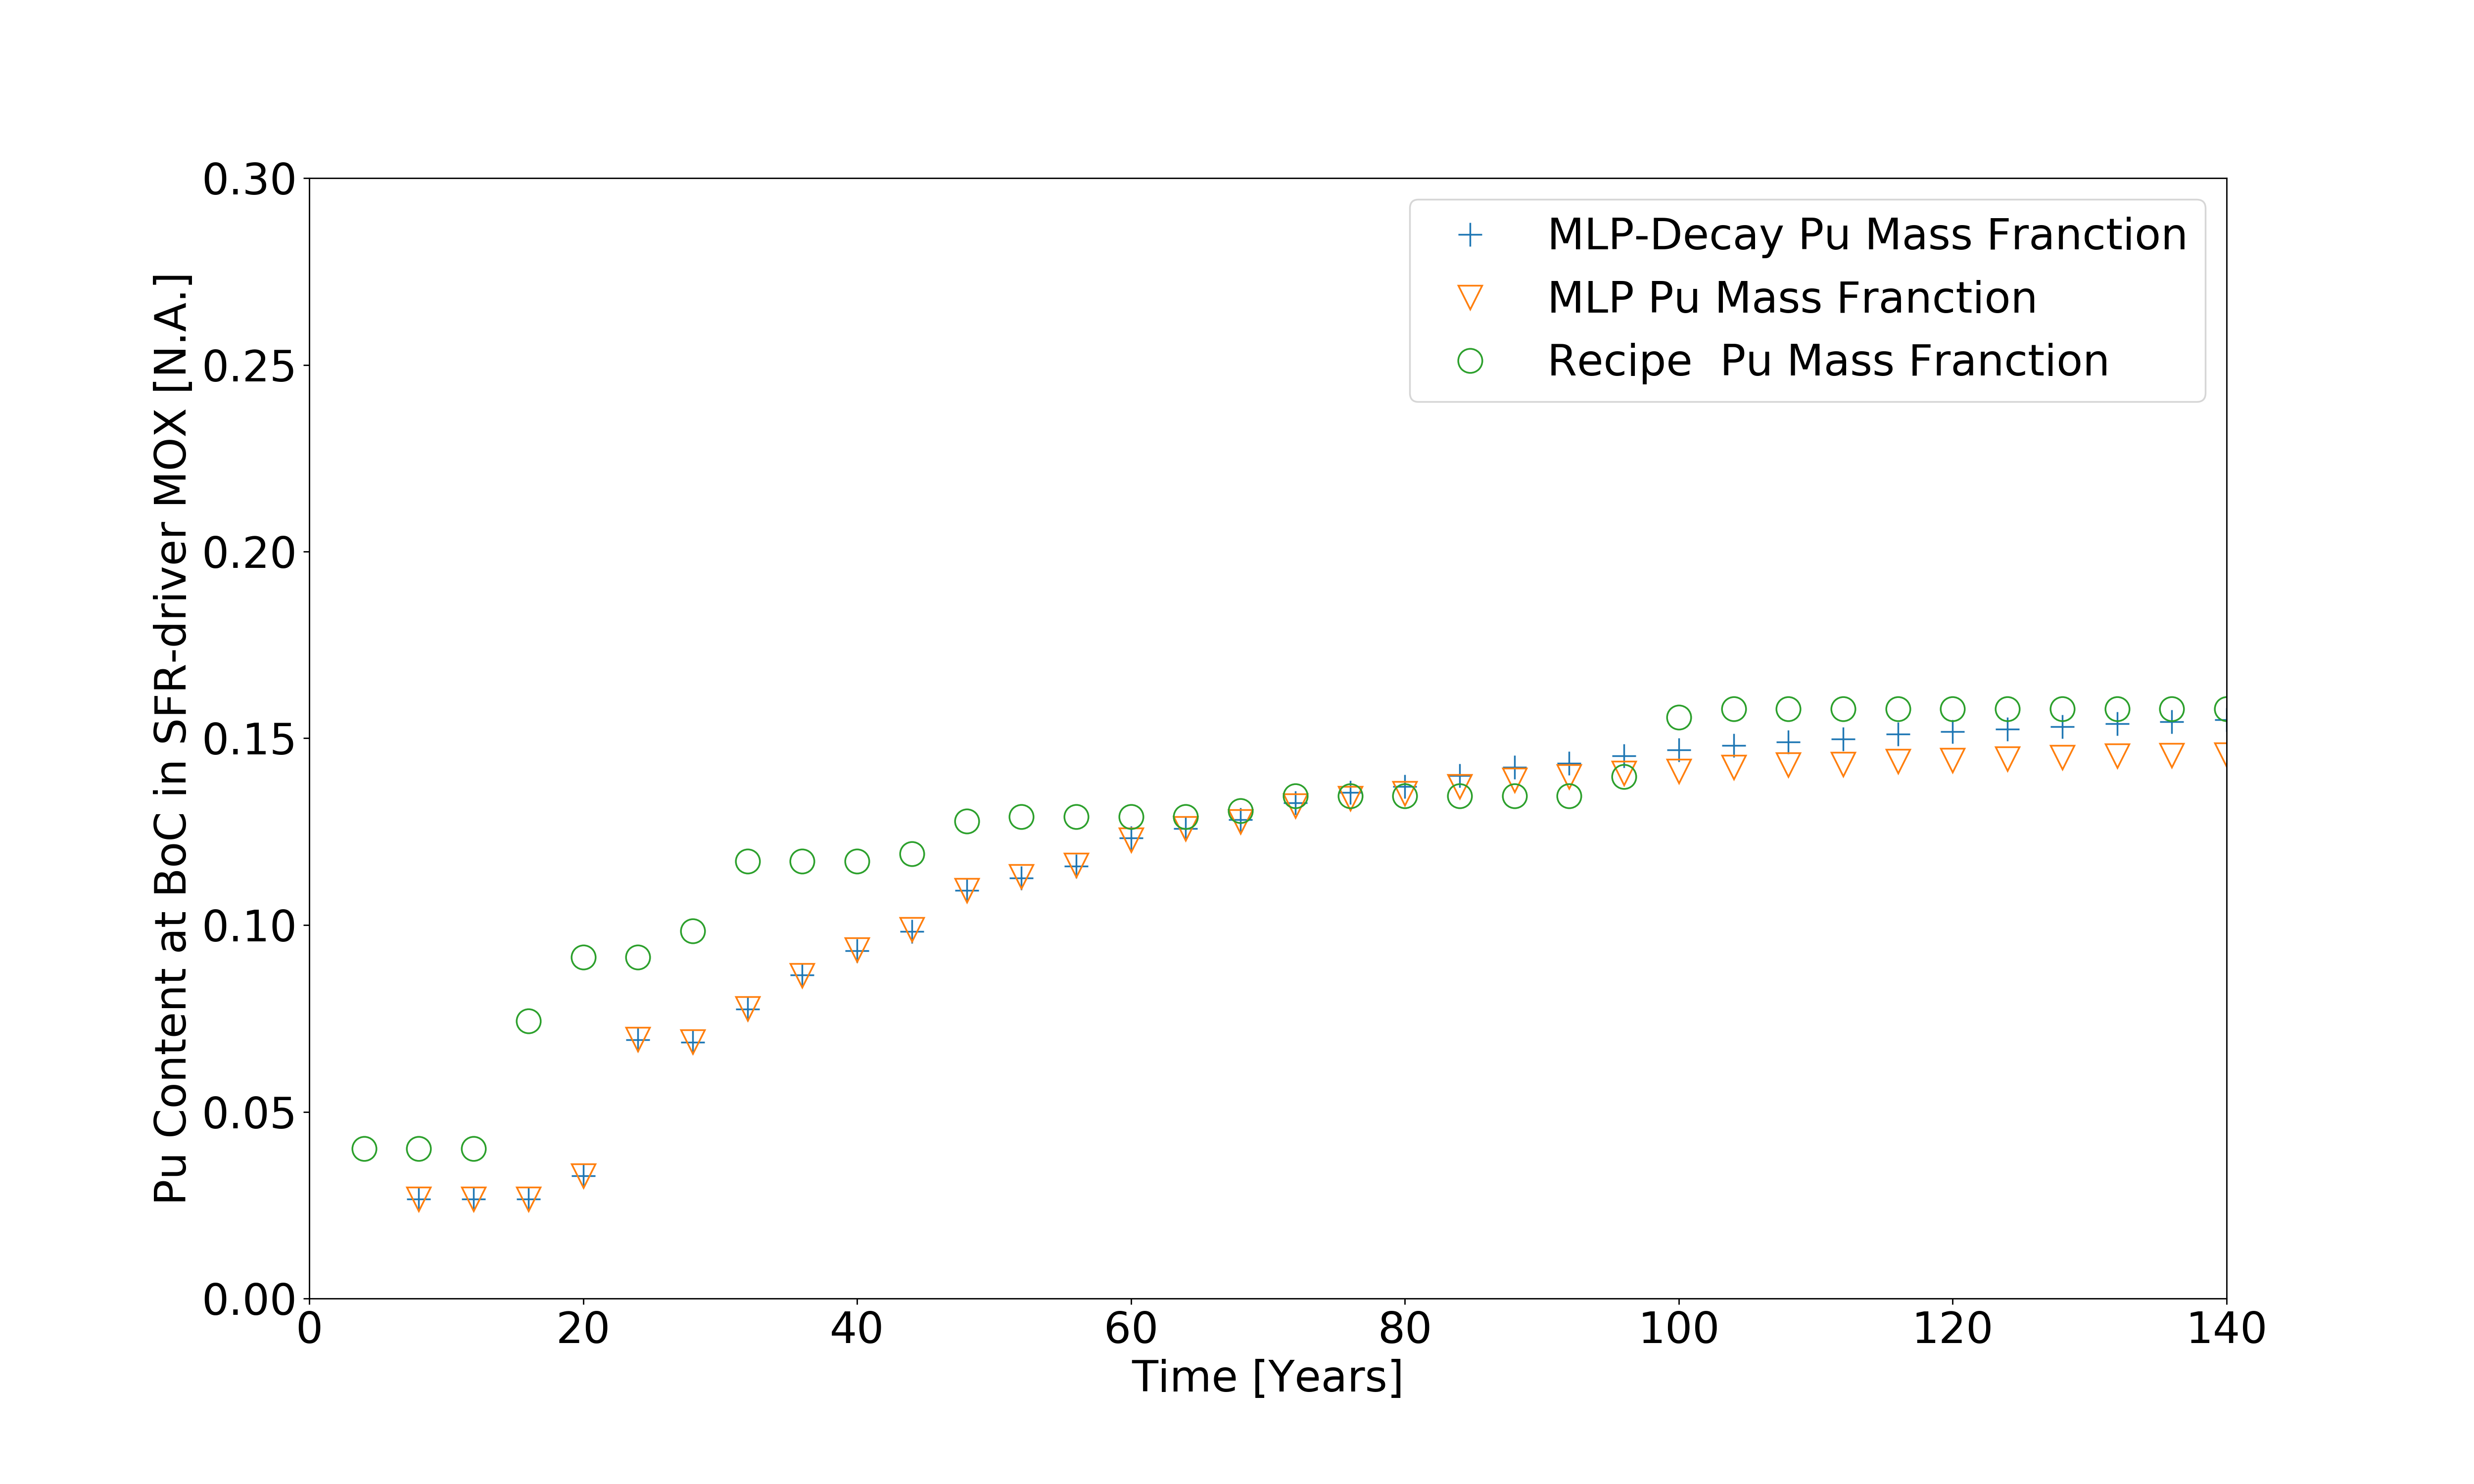 0.30
0.25
0.20
0.15
0.10
0.05
0.00
Pu Content at BoC in SFR-driver MOX [N.A.]
MLP-Decay Pu Mass Franction
MLP Pu Mass Franction
Recipe  Pu Mass Franction
0 20 40 60 80 100 120 140
Time [Years]